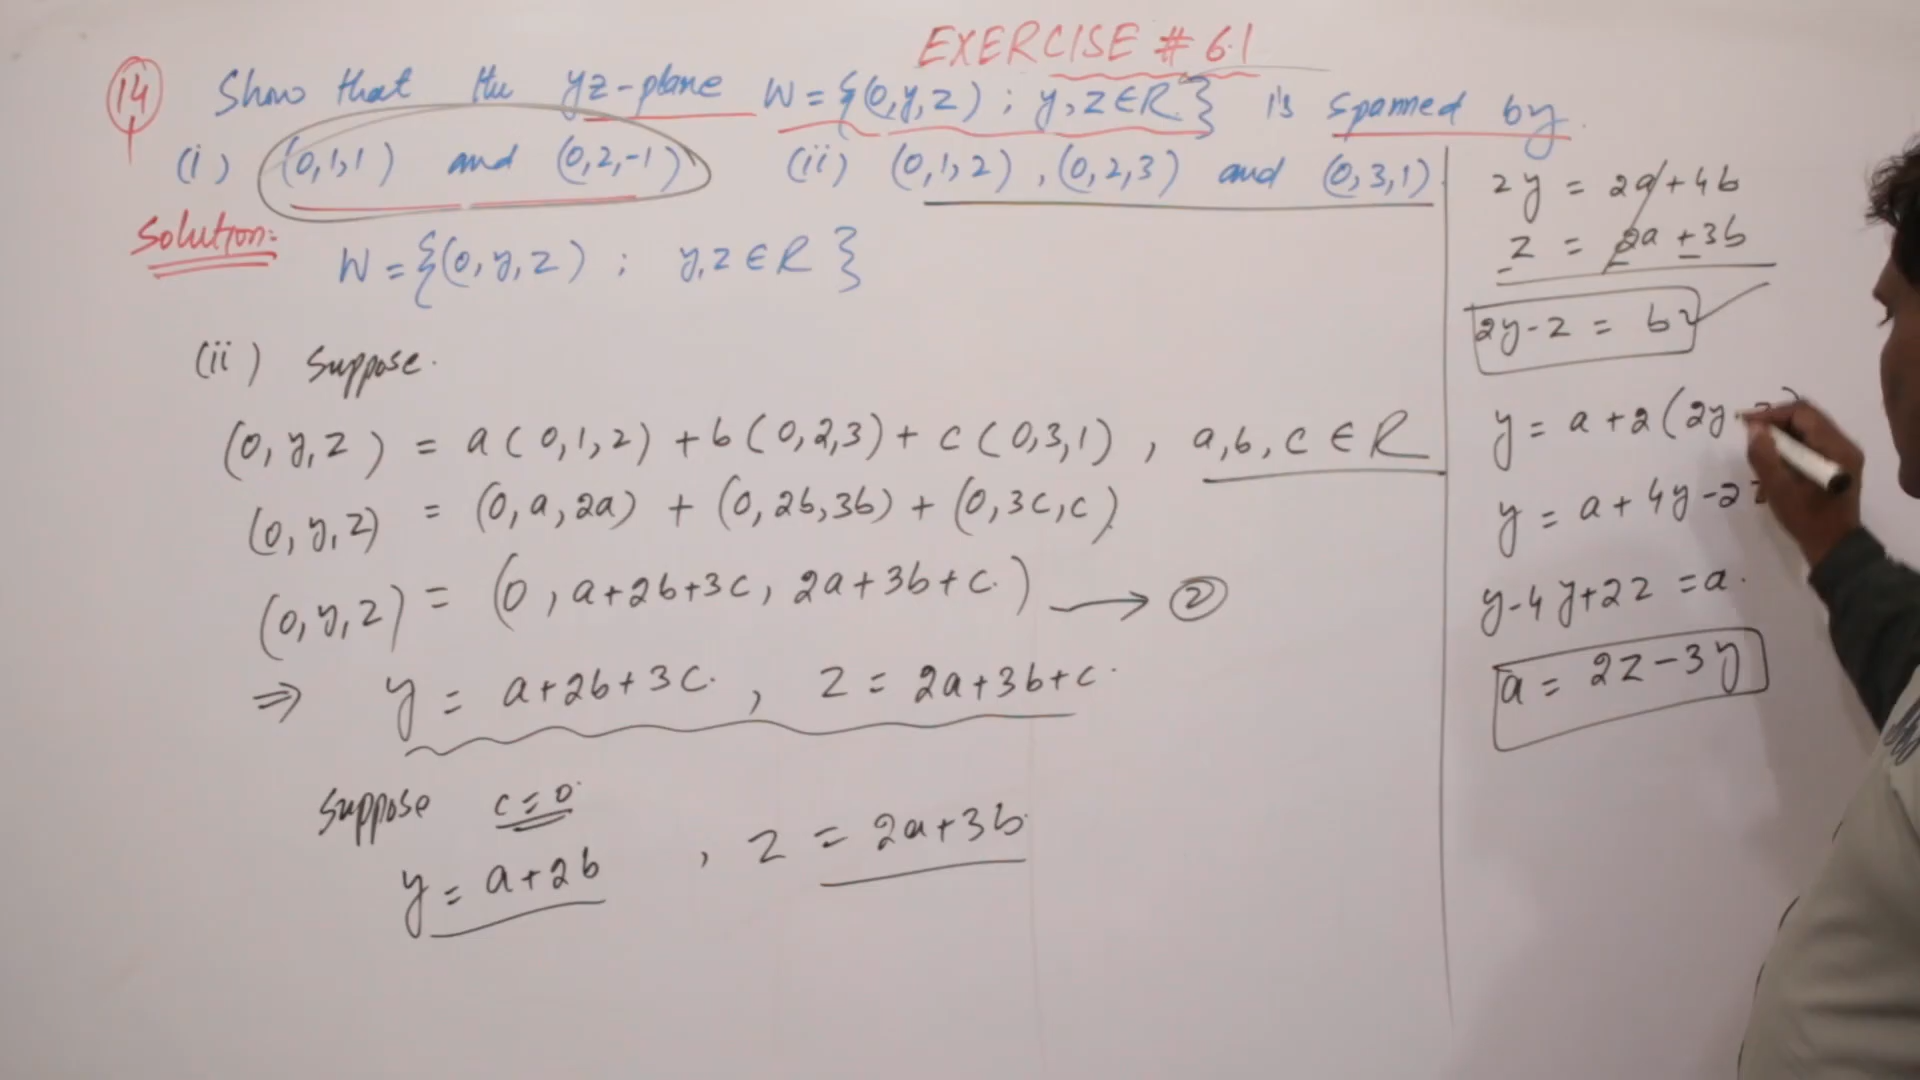 EXERCISE # 6.1
14 Show that the yz-plane W = {(0,y,z) ; y,z∈R} is spanned by
(i) (0,1,1) and (0,2,-1) (ii) (0,1,2), (0,2,3) and (0,3,1)
Solution:
W = {(0,y,z) ; y,z∈R}
(ii) Suppose.
(0,y,z) = a(0,1,2) + b(0,2,3) + c(0,3,1), a,b,c∈R
(0,y,z) = (0,a,2a) + (0,2b,3b) + (0,3c,c)
(0,y,z) = (0, a+2b+3c, 2a+3b+c.) → ②
⇒ y = a+2b+3c. , z = 2a+3b+c.
Suppose c=0.
y = a+2b , z = 2a+3b
2y = 2a+4b
-z = 2a+3b
2y-z = b
y = a+2(2y-z)
y = a+4y-2z
y-4y+2z = a.
a = 2z-3y